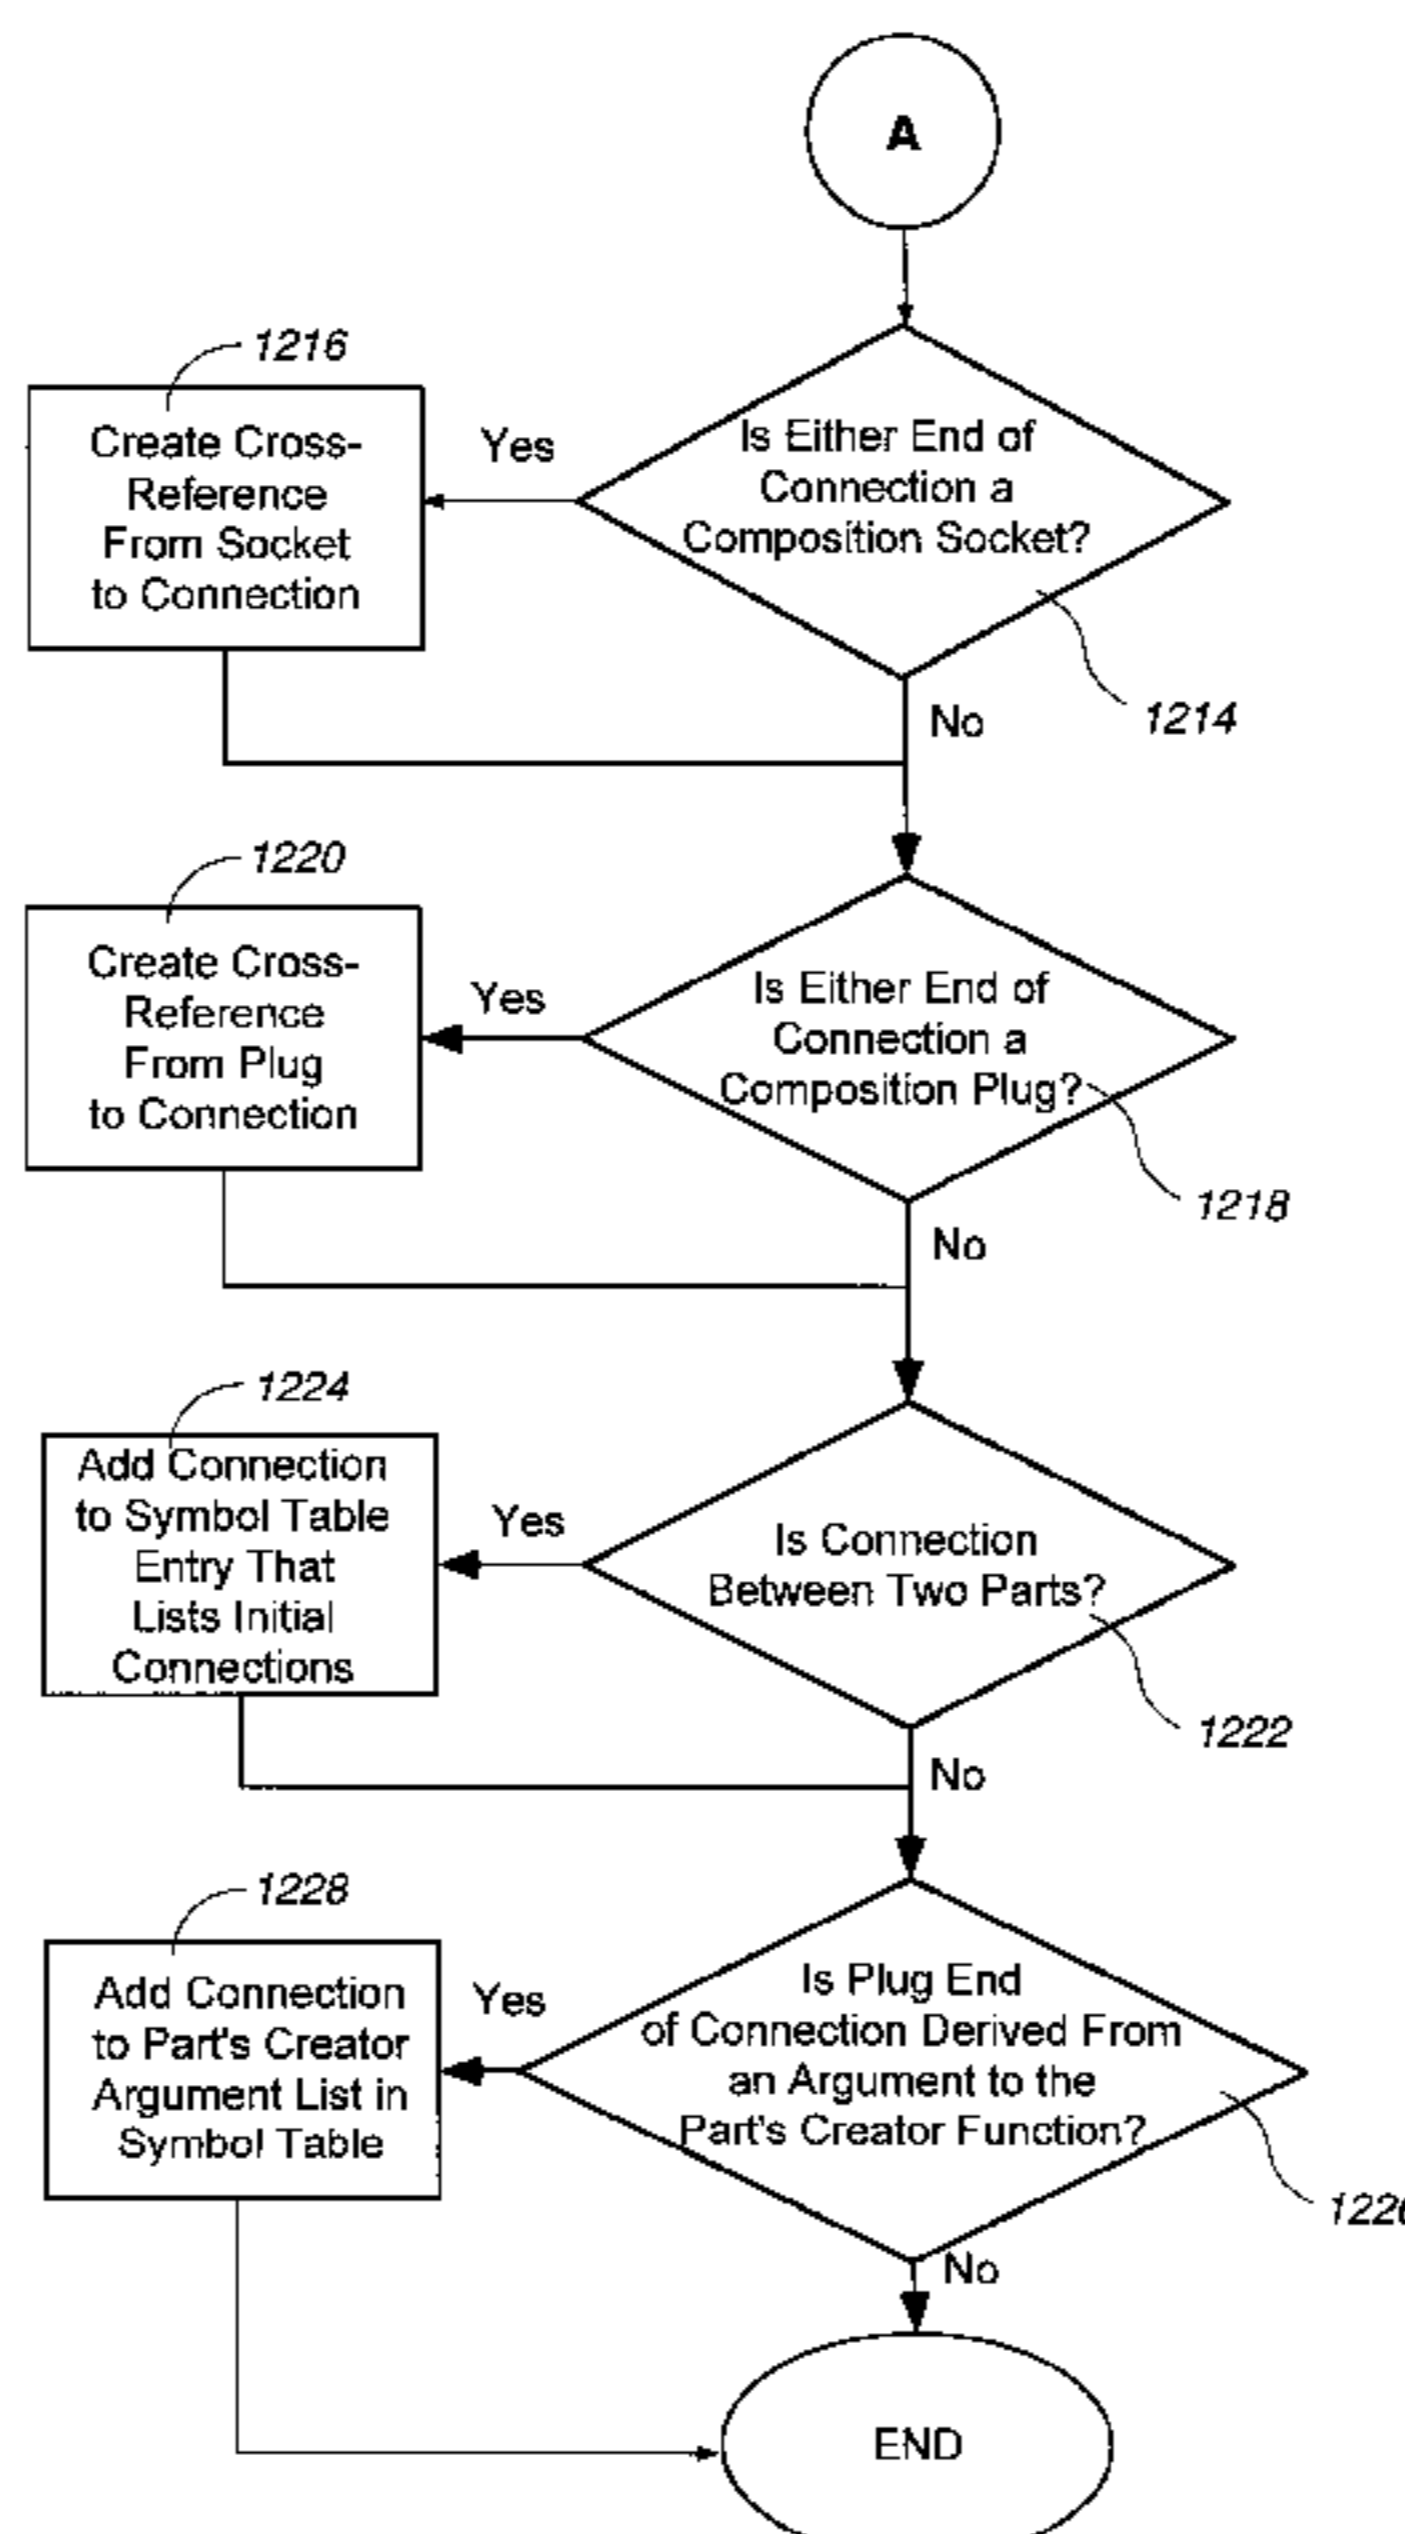 A
1216
Create Cross-
Reference
From Socket
to Connection
Yes
Is Either End of
Connection a
Composition Socket?
1214
No
1220
Create Cross-
Reference
From Plug
to Connection
Yes
Is Either End of
Connection a
Composition Plug?
1218
No
1224
Add Connection
to Symbol Table
Entry That
Lists Initial
Connections
Yes
Is Connection
Between Two Parts?
1222
No
1228
Add Connection
to Part's Creator
Argument List in
Symbol Table
Yes
Is Plug End
of Connection Derived From
an Argument to the
Part's Creator Function?
No
END